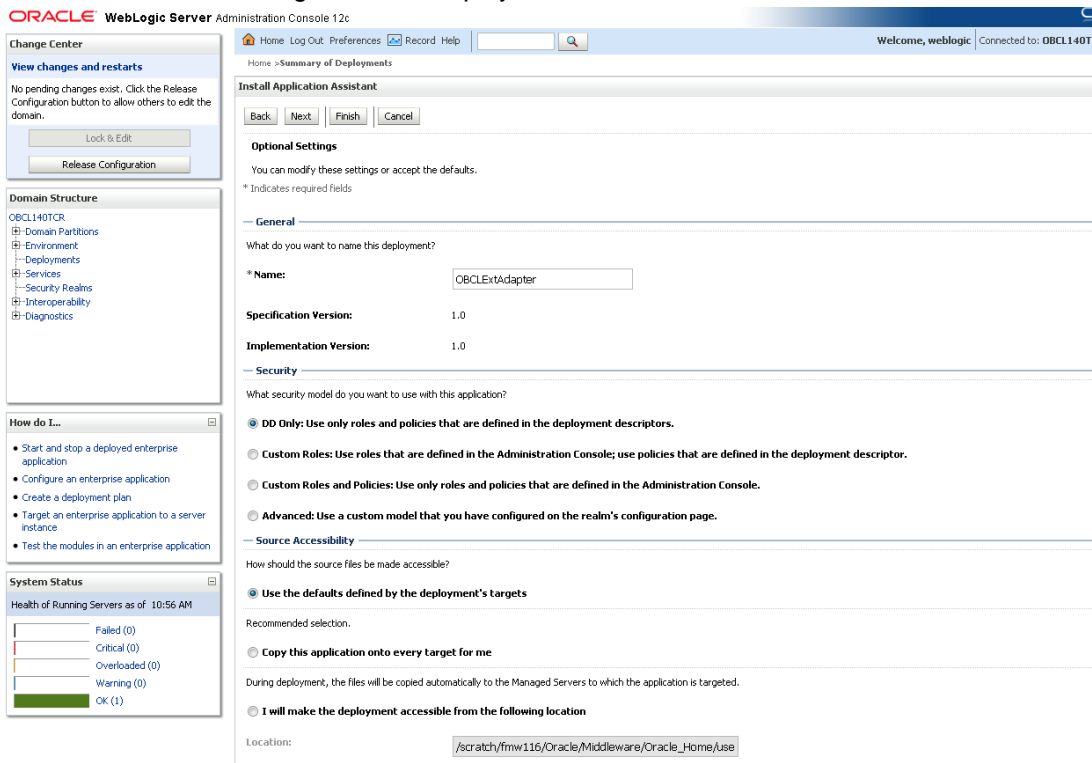 ORACLE WebLogic Server Administration Console 12c
Change Center
View changes and restarts
No pending changes exist. Click the Release
Configuration button to allow others to edit the
domain.
Lock & Edit
Release Configuration
Domain Structure
OBCL140TCR
Domain Partitions
Environment
Deployments
Services
Security Realms
Interoperability
Diagnostics
How do I...
Start and stop a deployed enterprise
application
Configure an enterprise application
Create a deployment plan
Target an enterprise application to a server
instance
Test the modules in an enterprise application
System Status
Health of Running Servers as of 10:56 AM
Failed (0)
Critical (0)
Overloaded (0)
Warning (0)
OK (1)
Home Log Out Preferences Record Help
Welcome, weblogic Connected to: OBCL140T
Home >Summary of Deployments
Install Application Assistant
Back Next Finish Cancel
Optional Settings
You can modify these settings or accept the defaults.
* Indicates required fields
General
What do you want to name this deployment?
* Name: OBCLExtAdapter
Specification Version: 1.0
Implementation Version: 1.0
Security
What security model do you want to use with this application?
DD Only: Use only roles and policies that are defined in the deployment descriptors.
Custom Roles: Use roles that are defined in the Administration Console; use policies that are defined in the deployment descriptor.
Custom Roles and Policies: Use only roles and policies that are defined in the Administration Console.
Advanced: Use a custom model that you have configured on the realm's configuration page.
Source Accessibility
How should the source files be made accessible?
Use the defaults defined by the deployment's targets
Recommended selection.
Copy this application onto every target for me
During deployment, the files will be copied automatically to the Managed Servers to which the application is targeted.
I will make the deployment accessible from the following location
Location: /scratch/fmw116/Oracle/Middleware/Oracle_Home/use